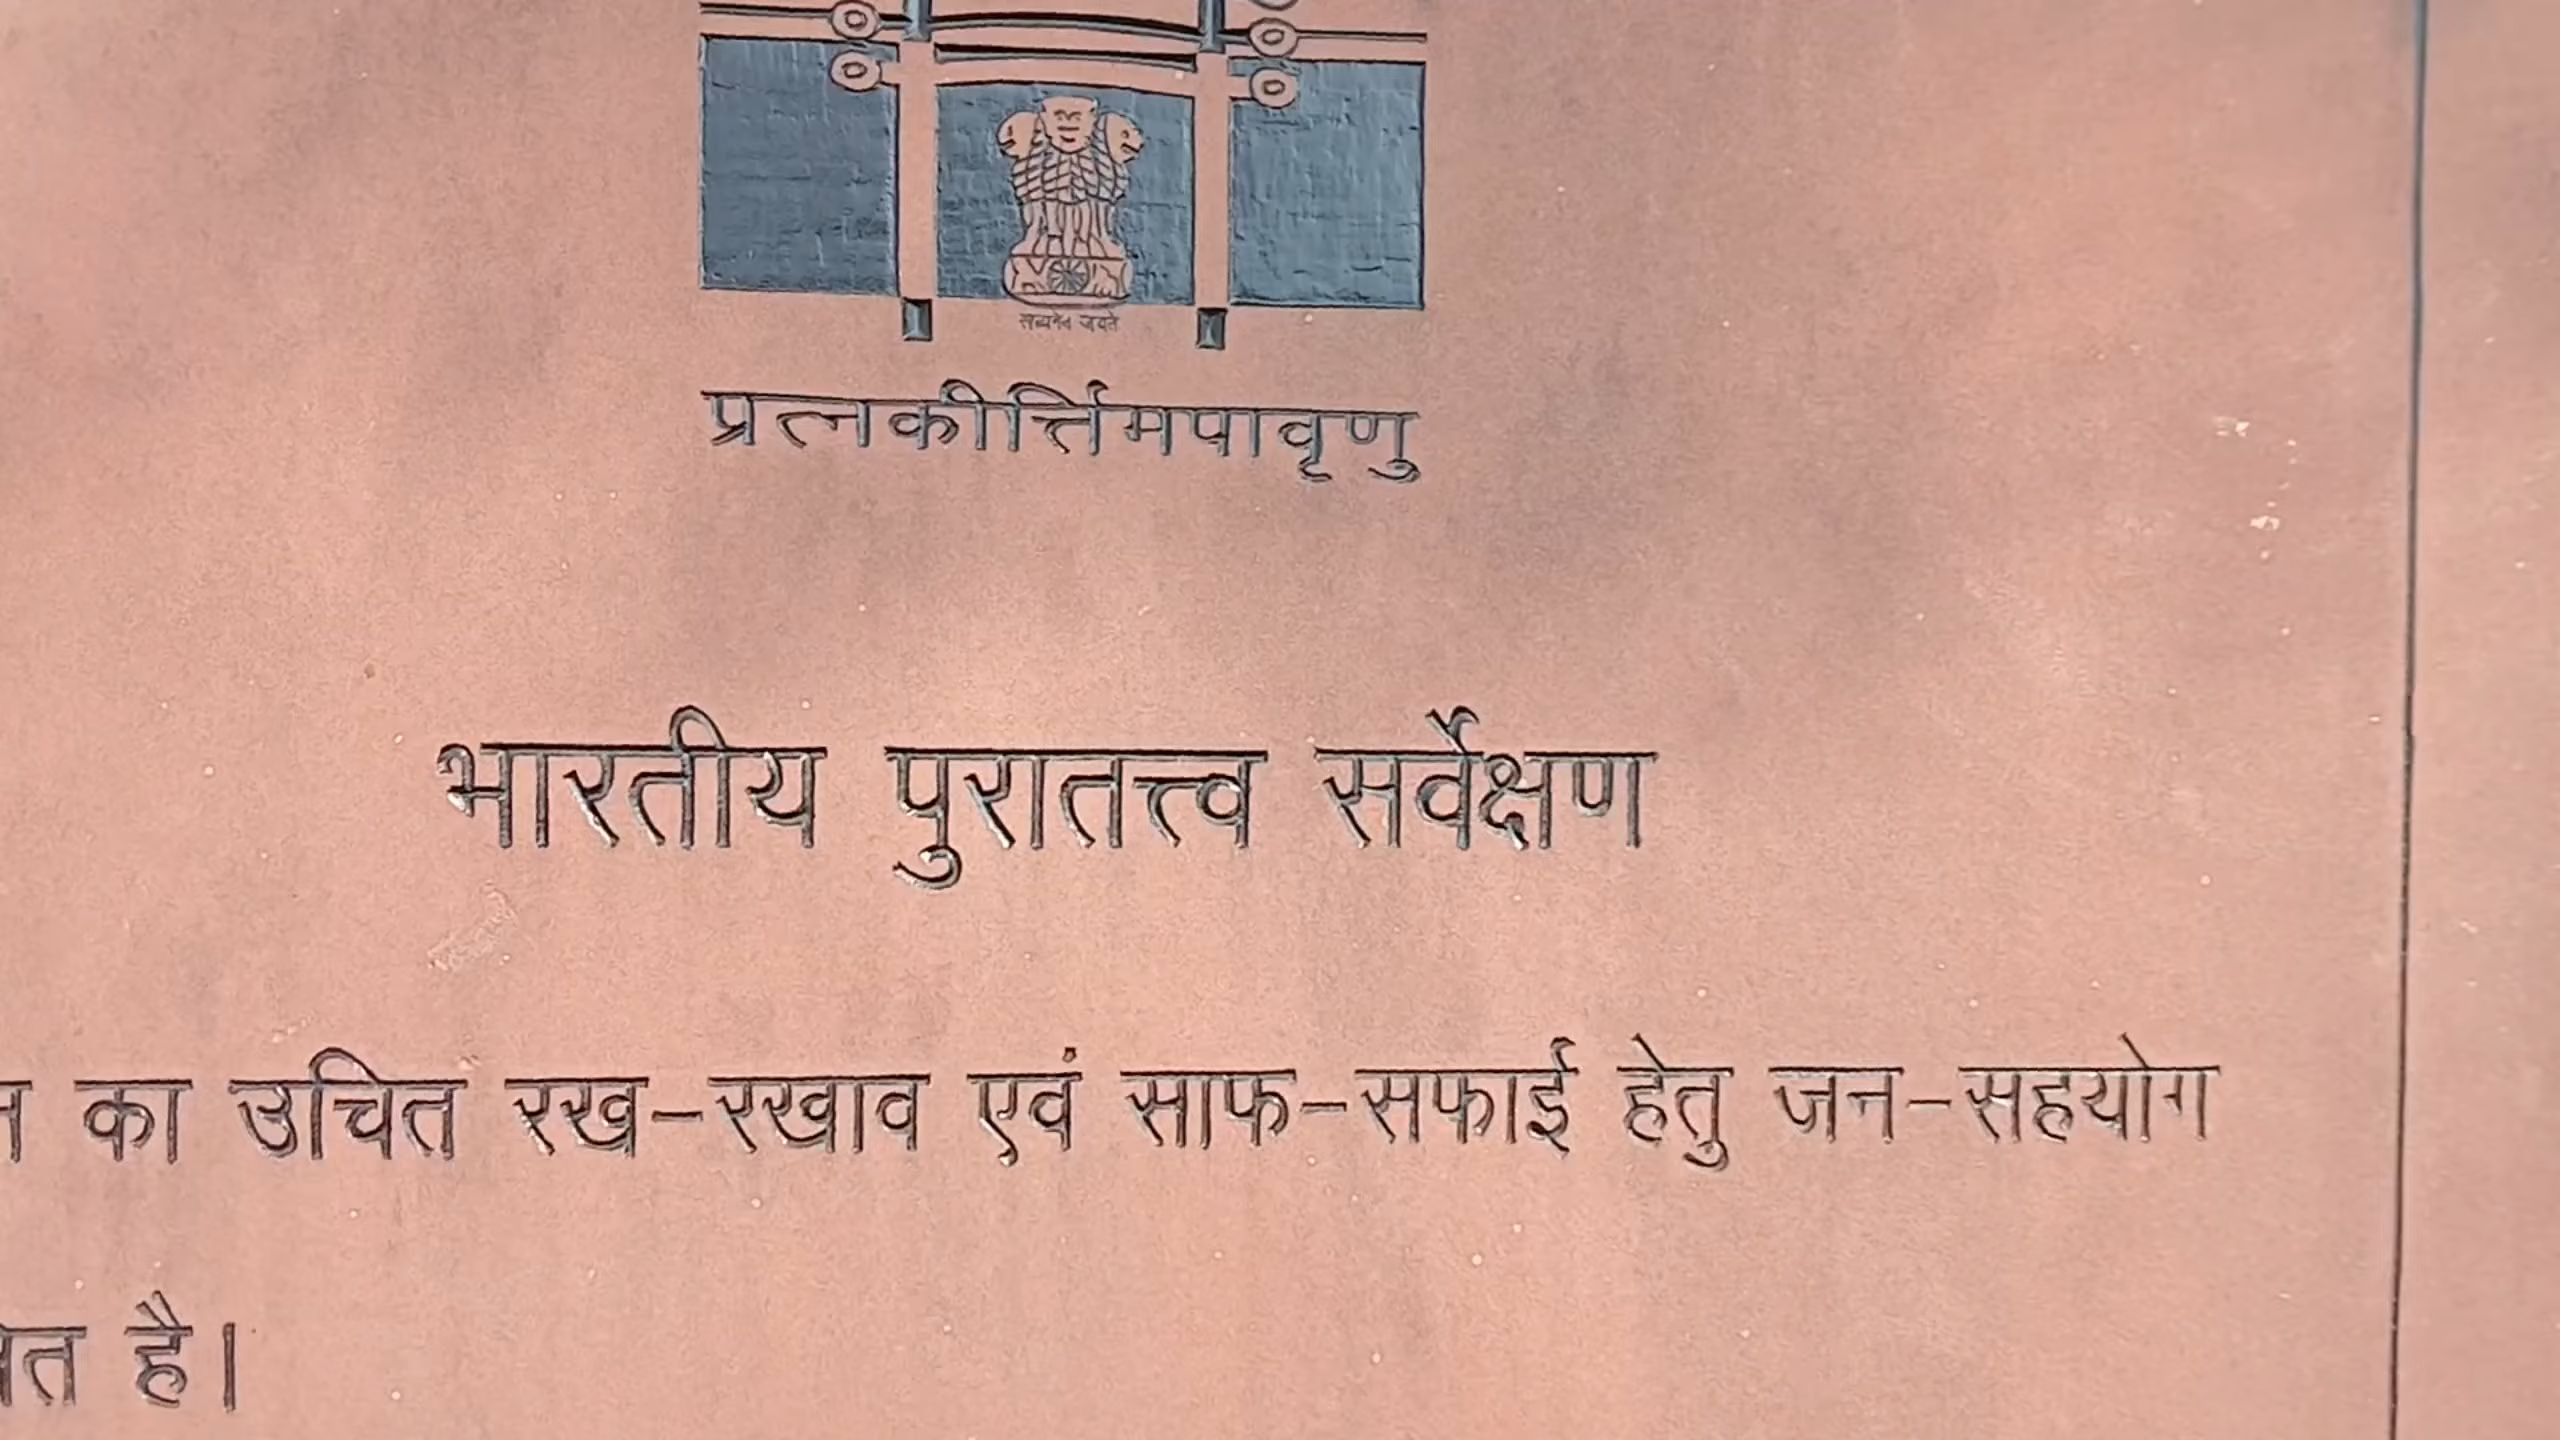 सत्यमेव जयते
प्रत्नकीर्त्तिमपावृणु
भारतीय पुरातत्त्व सर्वेक्षण
का उचित रख-रखाव एवं साफ-सफाई हेतु जन-सहयोग
है।